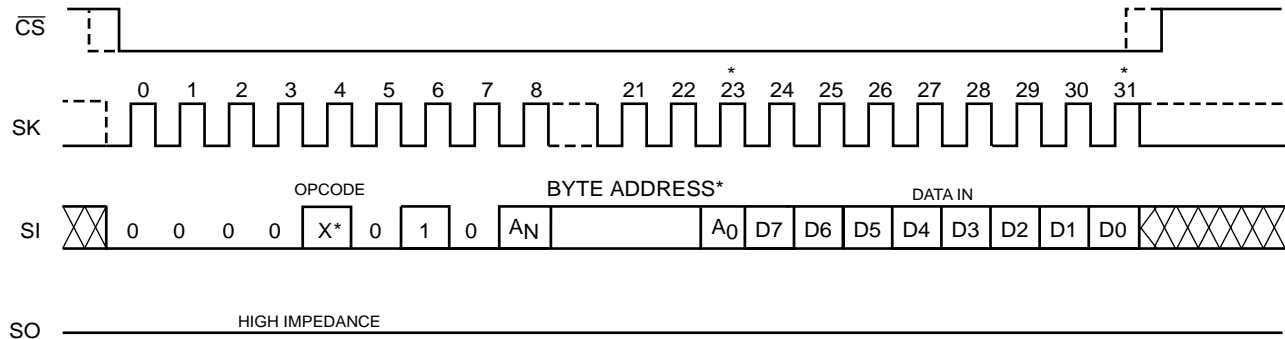 CS
* *
0 1 2 3 4 5 6 7 8 21 22 23 24 25 26 27 28 29 30 31
SK
OPCODE BYTE ADDRESS* DATA IN
SI 0 0 0 0 X* 0 1 0 AN A0 D7 D6 D5 D4 D3 D2 D1 D0
SO HIGH IMPEDANCE